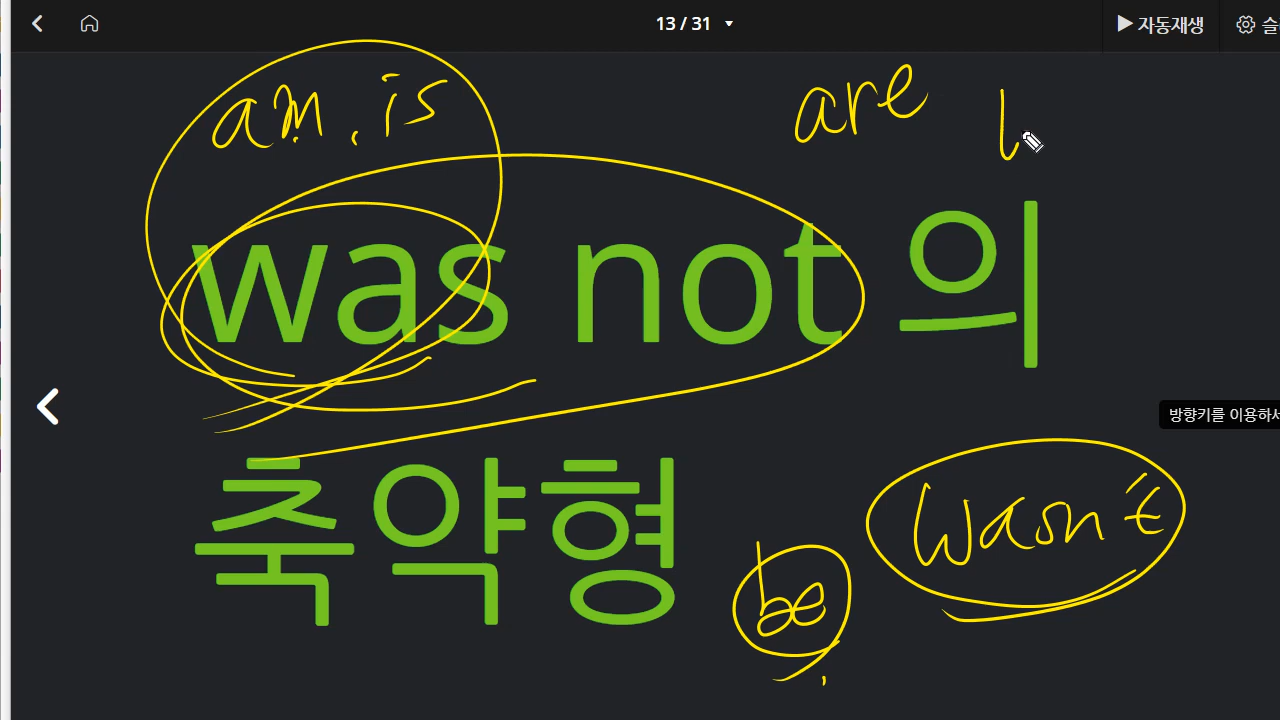 13 / 31
자동재생
am, is
are
was not 의
방향키를 이용하
축약형
wasn't
be